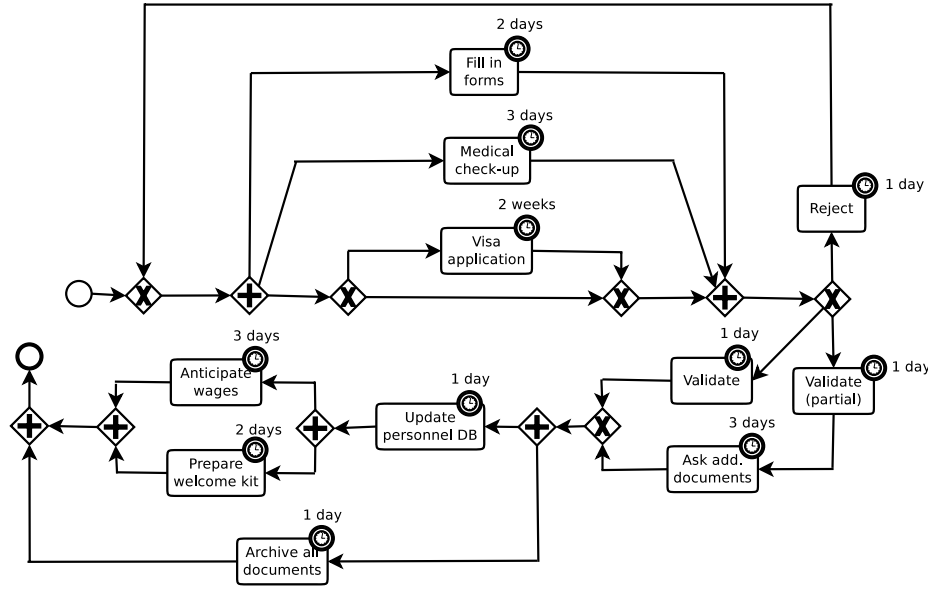 2 days
Fill in
forms
3 days
Medical
check-up
2 weeks
Visa
application
1 day
Reject
1 day
Validate
1 day
Validate
(partial)
3 days
Ask add.
documents
1 day
Update
personnel DB
3 days
Anticipate
wages
2 days
Prepare
welcome kit
1 day
Archive all
documents